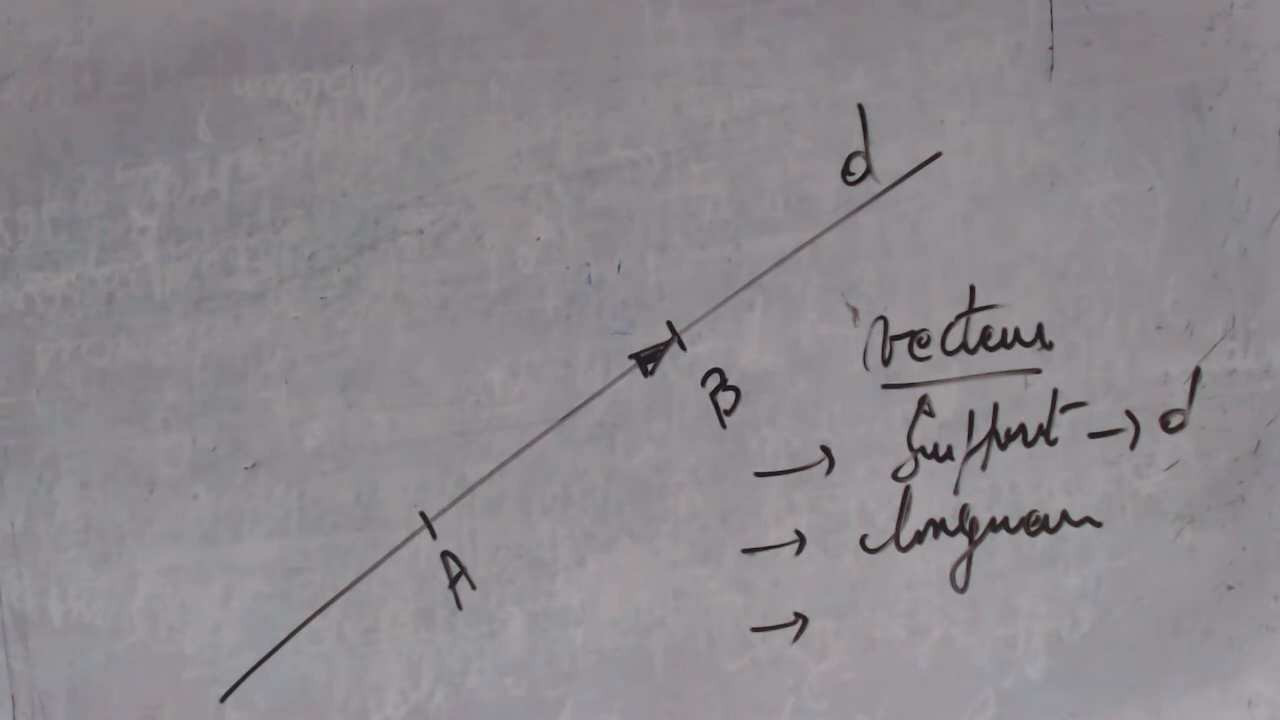 d
B
A
vecteur
→ Support → d
→ longueur
→